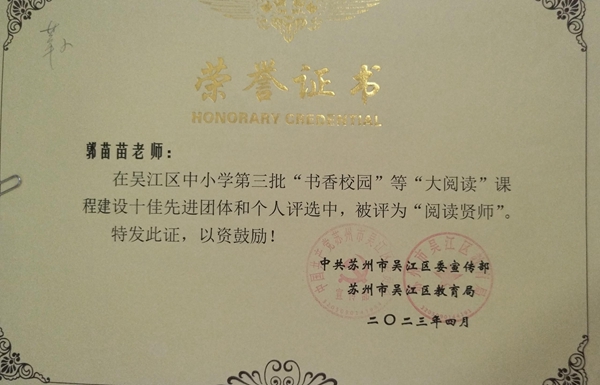 荣誉证书
HONORARY CREDENTIAL
郭苗苗老师：
在吴江区中小学第三批“书香校园”等“大阅读”课
程建设十佳先进团体和个人评选中，被评为“阅读贤师”。
特发此证，以资鼓励！
中共苏州市吴江区委宣传部
苏州市吴江区教育局
二〇二三年四月